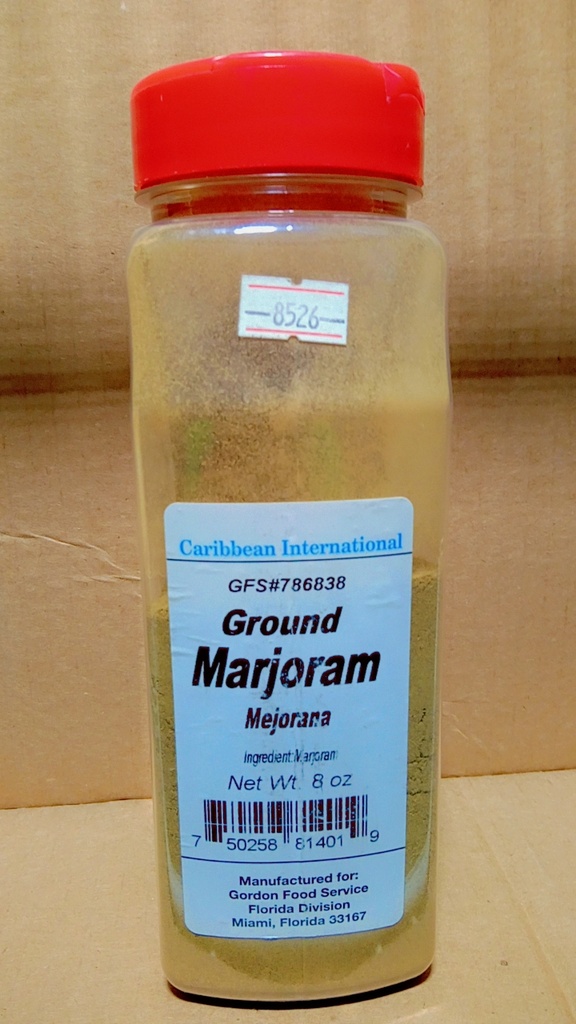 8526
Caribbean International
GFS#786838
Ground
Marjoram
Mejorana
Ingredient: Marjoram
Net Wt. 8 oz
7 50258 81401 9
Manufactured for:
Gordon Food Service
Florida Division
Miami, Florida 33167